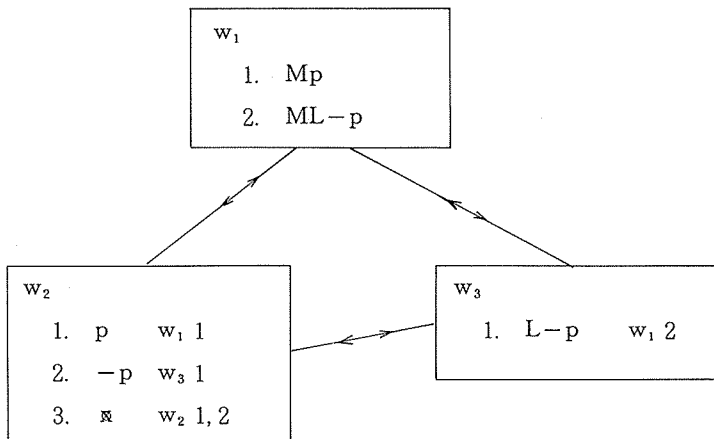 w₁
1. Mp
2. ML−p
w₂
1. p w₁ 1
2. −p w₃ 1
3. w₂ 1, 2
w₃
1. L−p w₁ 2